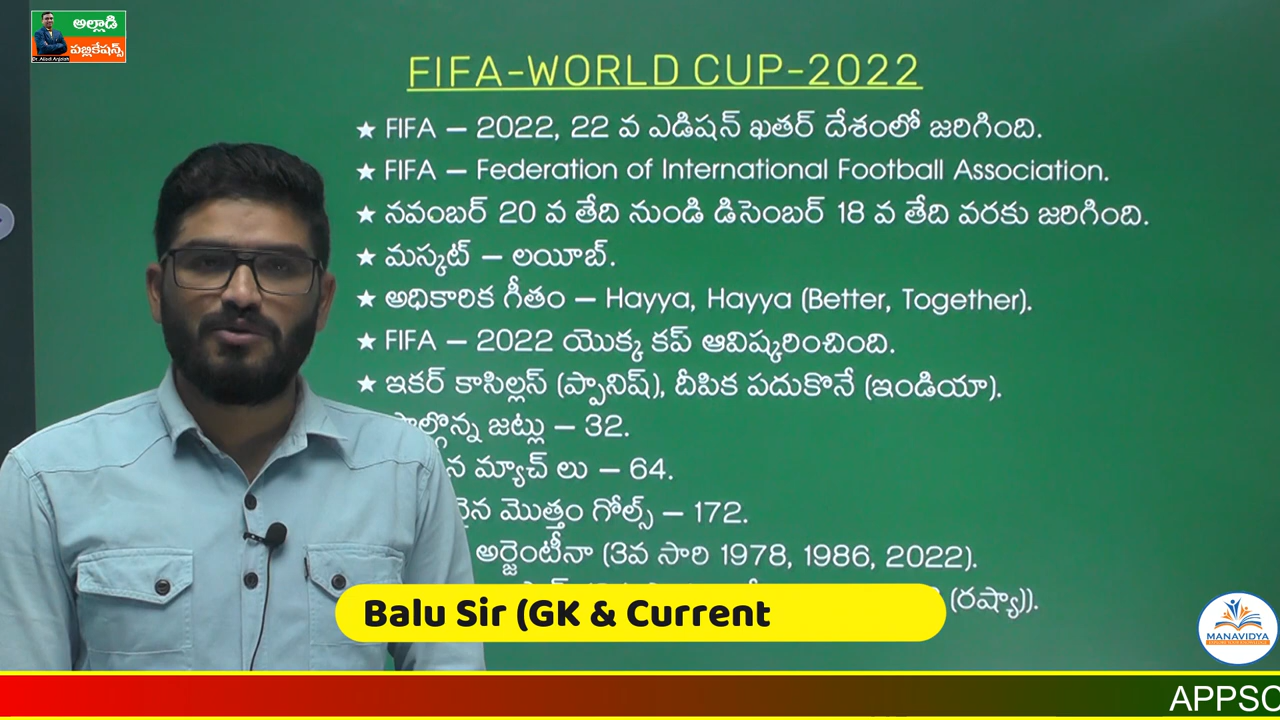 అల్లాడి
పబ్లికేషన్స్
Dr. Alladi Anjaiah
FIFA-WORLD CUP-2022
★ FIFA – 2022, 22 వ ఎడిషన్ ఖతర్ దేశంలో జరిగింది.
★ FIFA – Federation of International Football Association.
★ నవంబర్ 20 వ తేది నుండి డిసెంబర్ 18 వ తేది వరకు జరిగింది.
★ మస్కట్ – లయీబ్.
★ అధికారిక గీతం – Hayya, Hayya (Better, Together).
★ FIFA – 2022 యొక్క కప్ ఆవిష్కరించింది.
★ ఇకర్ కాసిల్లస్ (ప్పానిష్), దీపిక పదుకొనే (ఇండియా).
జట్లు – 32.
మ్యాచ్ లు – 64.
మొత్తం గోల్స్ – 172.
అర్జెంటీనా (3వ సారి 1978, 1986, 2022).
(రష్యా)).
Balu Sir (GK & Current
MANAVIDYA
APPSC